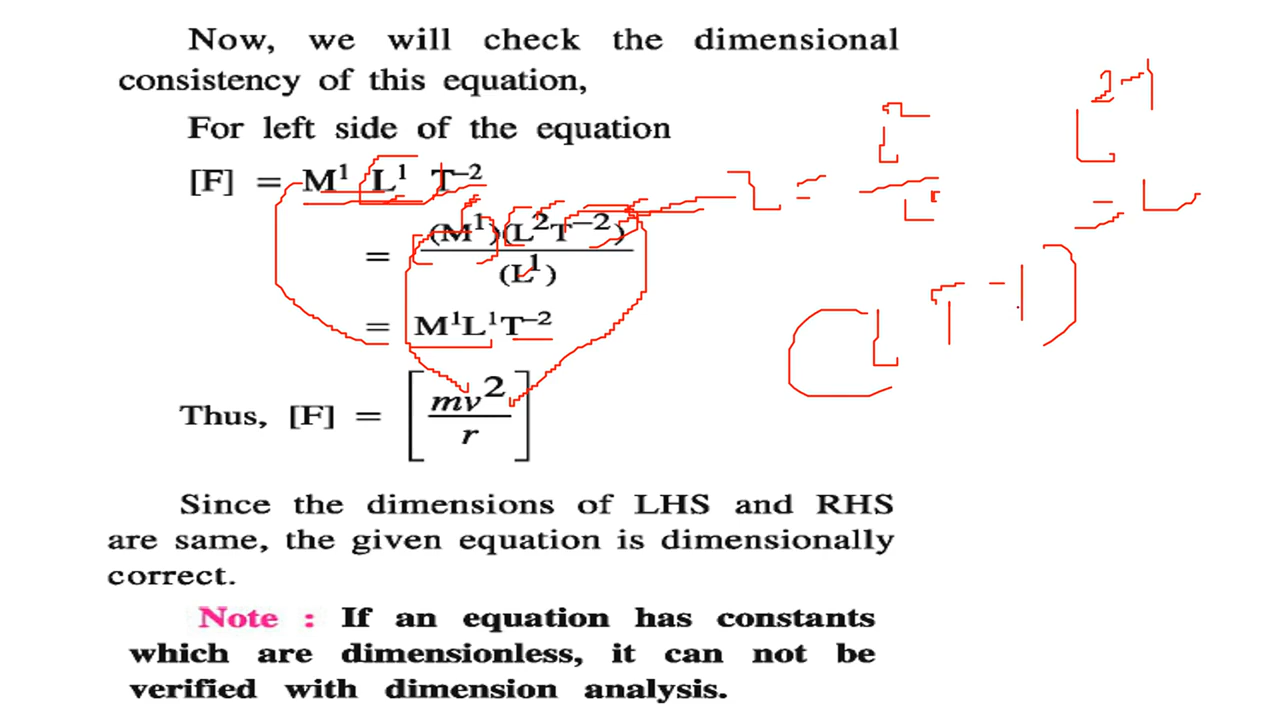 Now, we will check the dimensional
consistency of this equation,
For left side of the equation
[F] = M¹ L¹ T⁻²
= (M¹)(L²T⁻²)
(L¹)
= M¹L¹T⁻²
Thus, [F] = [mv²/r]
Since the dimensions of LHS and RHS
are same, the given equation is dimensionally
correct.
Note : If an equation has constants
which are dimensionless, it can not be
verified with dimension analysis.
L²⁻¹
= L